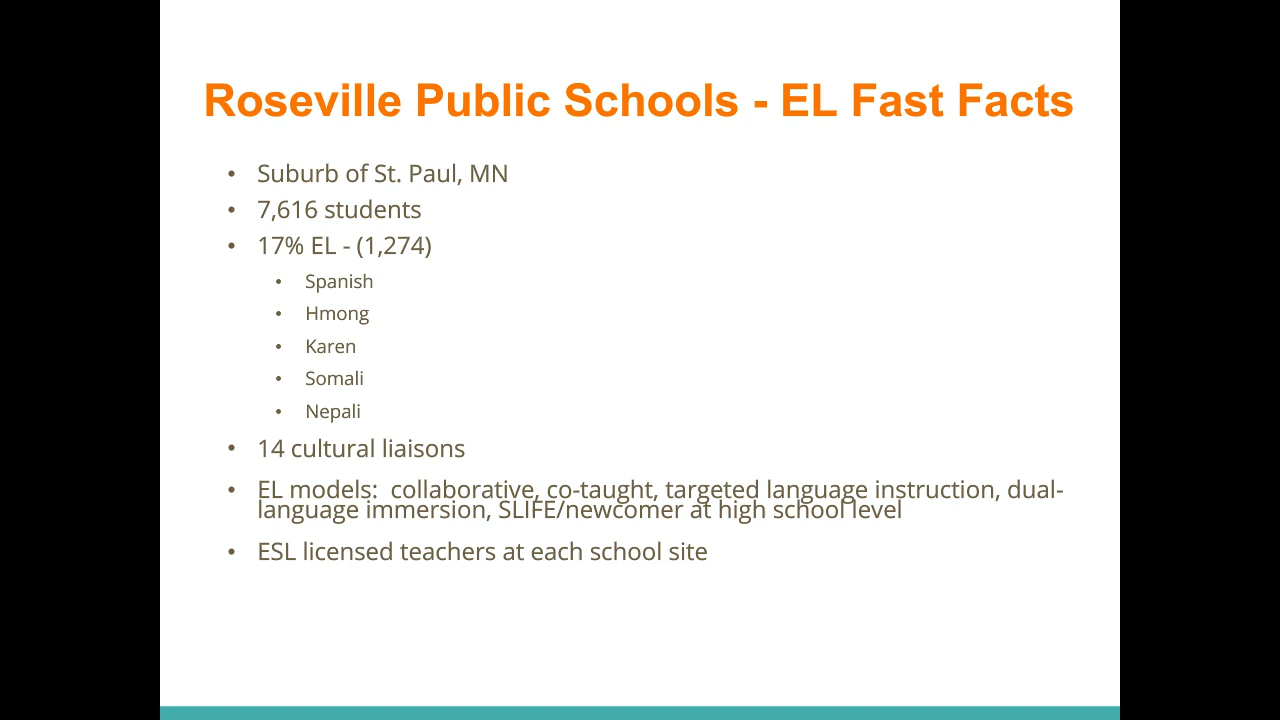 Roseville Public Schools - EL Fast Facts
• Suburb of St. Paul, MN
• 7,616 students
• 17% EL - (1,274)
• Spanish
• Hmong
• Karen
• Somali
• Nepali
• 14 cultural liaisons
• EL models:  collaborative, co-taught, targeted language instruction, dual-
language immersion, SLIFE/newcomer at high school level
• ESL licensed teachers at each school site